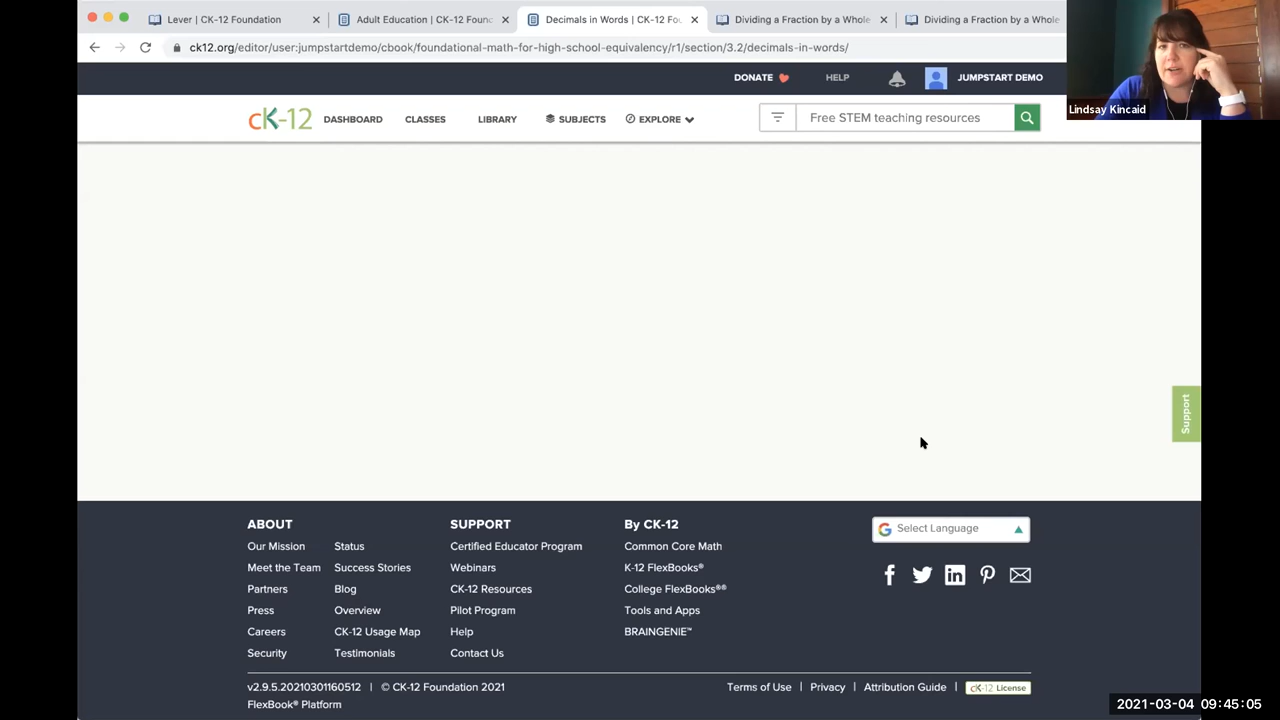 Lever | CK-12 Foundation
Adult Education | CK-12 Founc
Decimals in Words | CK-12 Fou
Dividing a Fraction by a Whole
Dividing a Fraction by a Whole
ck12.org/editor/user:jumpstartdemo/cbook/foundational-math-for-high-school-equivalency/r1/section/3.2/decimals-in-words/
Lindsay Kincaid
DONATE
HELP
JUMPSTART DEMO
cK-12
DASHBOARD
CLASSES
LIBRARY
SUBJECTS
EXPLORE
Free STEM teaching resources
Support
ABOUT
Our Mission
Meet the Team
Partners
Press
Careers
Security
Status
Success Stories
Blog
Overview
CK-12 Usage Map
Testimonials
SUPPORT
Certified Educator Program
Webinars
CK-12 Resources
Pilot Program
Help
Contact Us
By CK-12
Common Core Math
K-12 FlexBooks®
College FlexBooks®®
Tools and Apps
BRAINGENIE™
G Select Language
v2.9.5.20210301160512 | © CK-12 Foundation 2021
FlexBook® Platform
Terms of Use | Privacy | Attribution Guide |
cK-12 License
2021-03-04 09:45:05